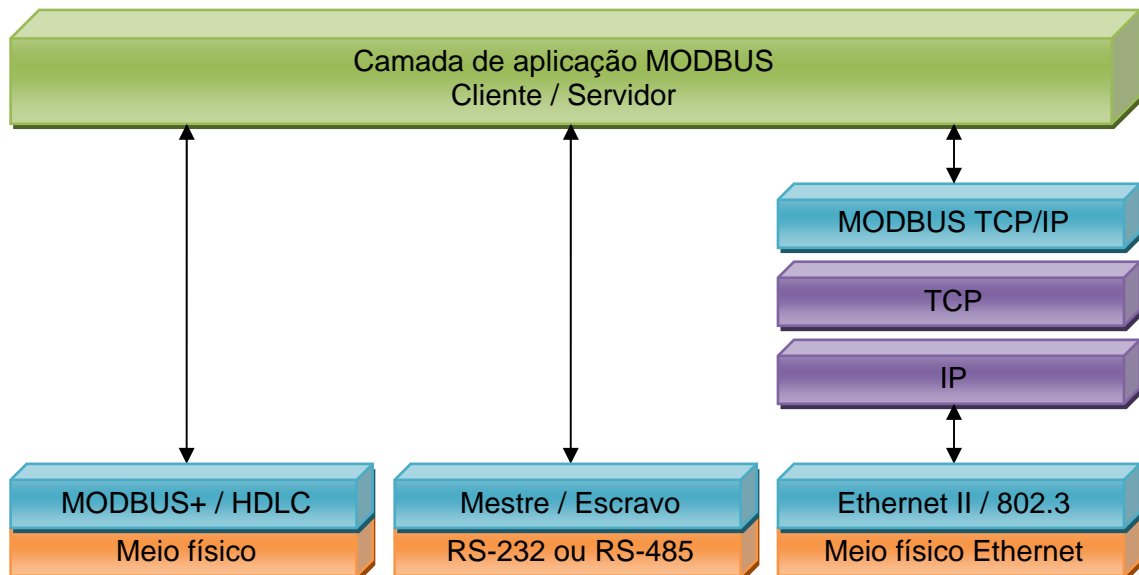 Camada de aplicação MODBUS
Cliente / Servidor
MODBUS TCP/IP
TCP
IP
MODBUS+ / HDLC
Mestre / Escravo
Ethernet II / 802.3
Meio físico
RS-232 ou RS-485
Meio físico Ethernet